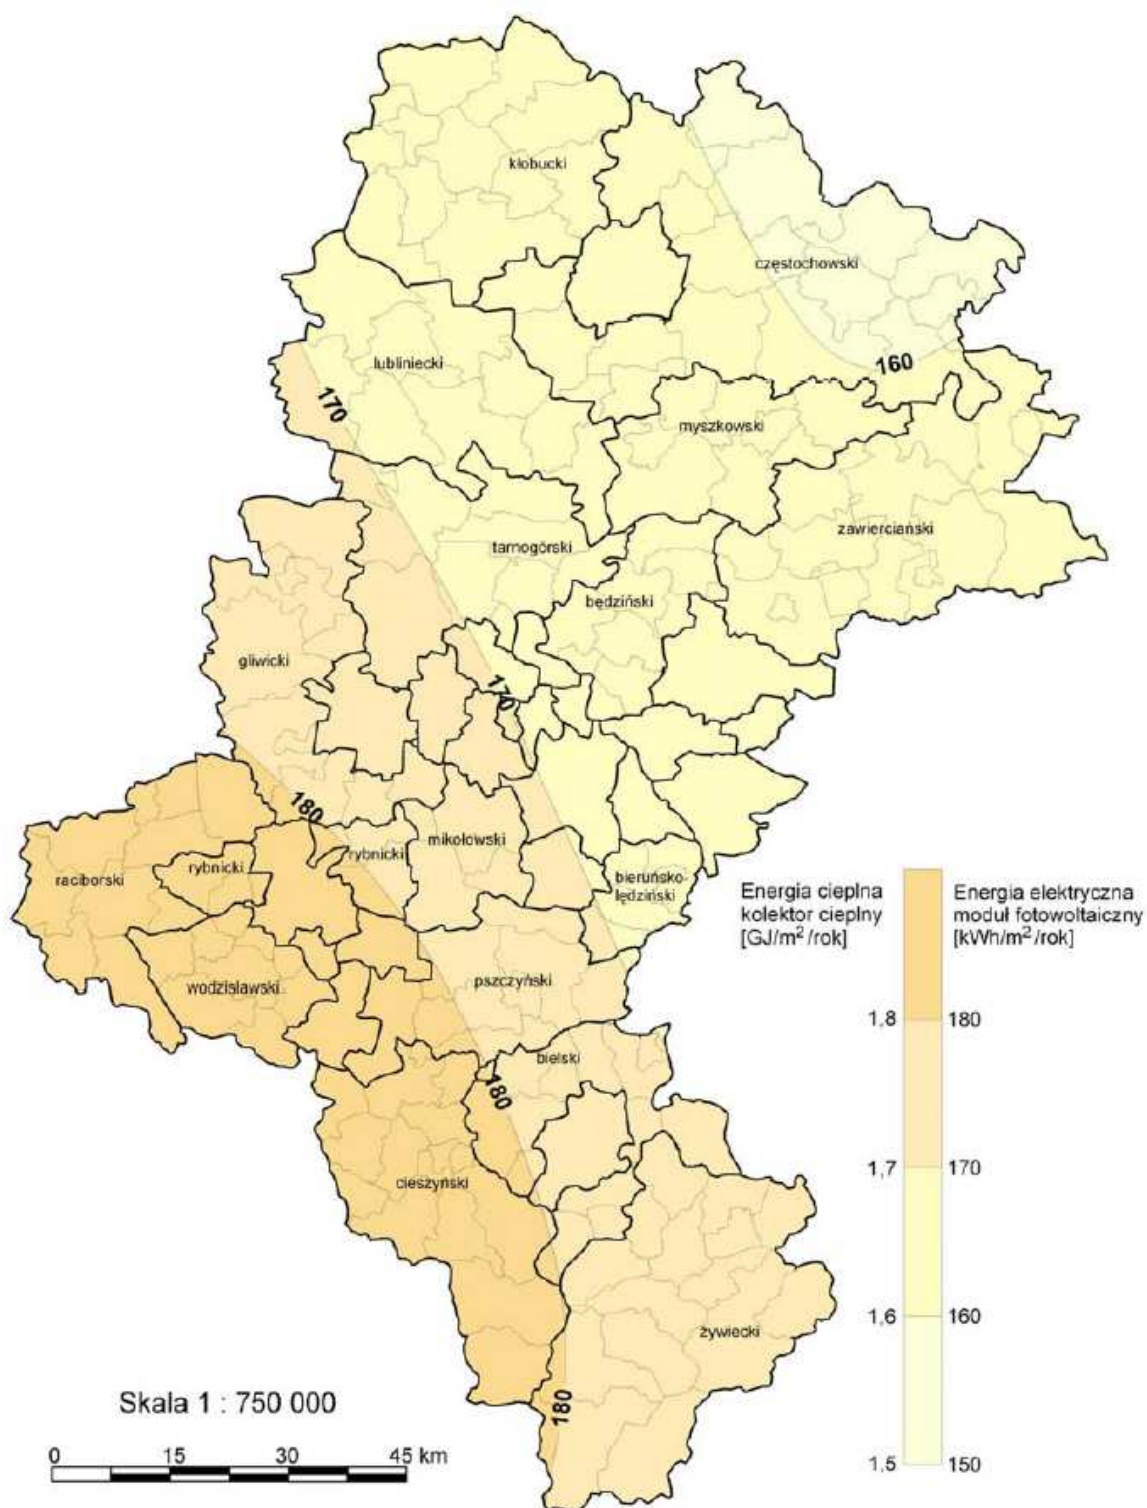 kłobucki
częstochowski
160
lubliniecki
170
myszkowski
zawierciański
tarnogórski
będziński
gliwicki
170
180
mikołowski
rybnicki
rybnicki
raciborski
bieruńsko-
lędziński
Energia cieplna
kolektor cieplny
[GJ/m²/rok]
Energia elektryczna
moduł fotowoltaiczny
[kWh/m²/rok]
wodzisławski
pszczyński
1,8 180
bielski
180
1,7 170
cieszyński
1,6 160
żywiecki
180
1,5 150
Skala 1 : 750 000
0 15 30 45 km